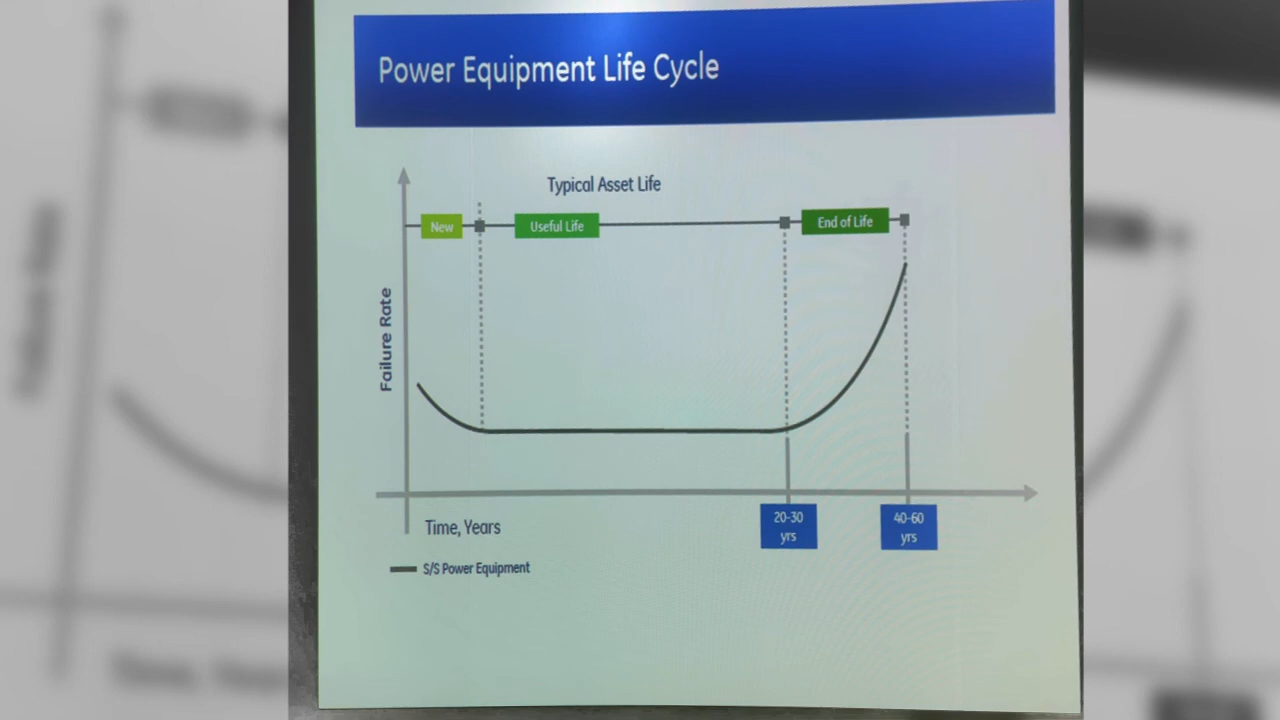 Power Equipment Life Cycle
Typical Asset Life
New
Useful Life
End of Life
Failure Rate
20-30
yrs
40-60
yrs
Time, Years
S/S Power Equipment